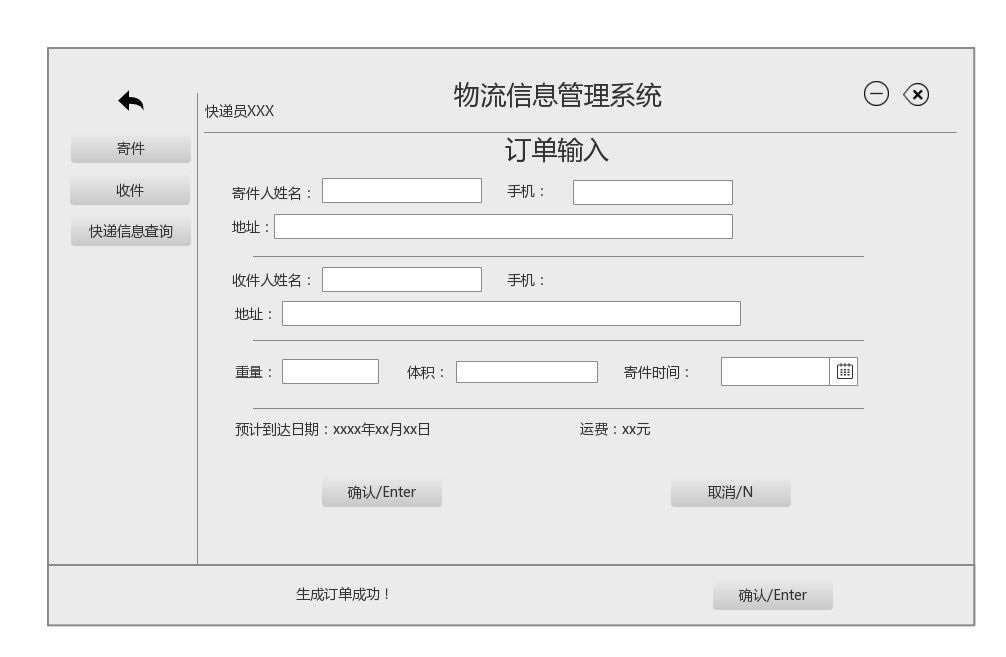 物流信息管理系统
快递员XXX
订单输入
寄件
收件
快递信息查询
寄件人姓名： 手机：
地址：
收件人姓名： 手机：
地址：
重量： 体积： 寄件时间：
预计到达日期：xxxx年xx月xx日 运费：xx元
确认/Enter 取消/N
生成订单成功！ 确认/Enter